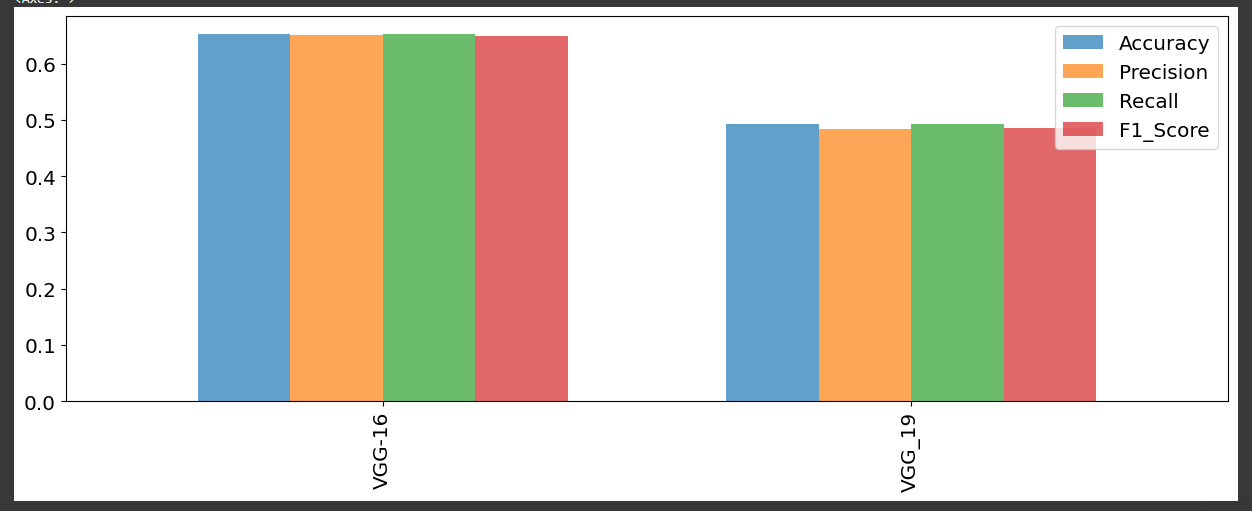 <Axes: >
Accuracy
Precision
Recall
F1_Score
0.6
0.5
0.4
0.3
0.2
0.1
0.0
VGG-16
VGG_19